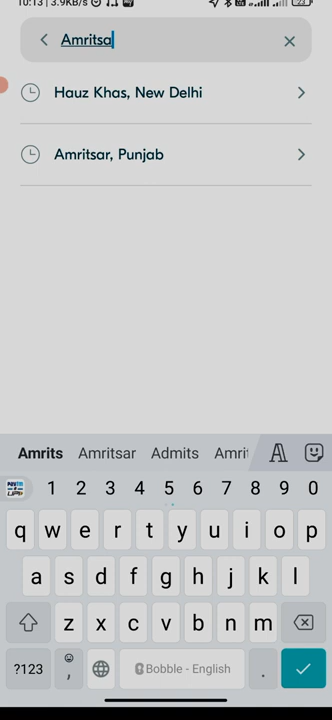 10:13 | 3.9KB/s
Amritsa
Hauz Khas, New Delhi
Amritsar, Punjab
Amrits Amritsar Admits Amri
1 2 3 4 5 6 7 8 9 0
q w e r t y u i o p
a s d f g h j k l
z x c v b n m
?123 , Bobble - English .